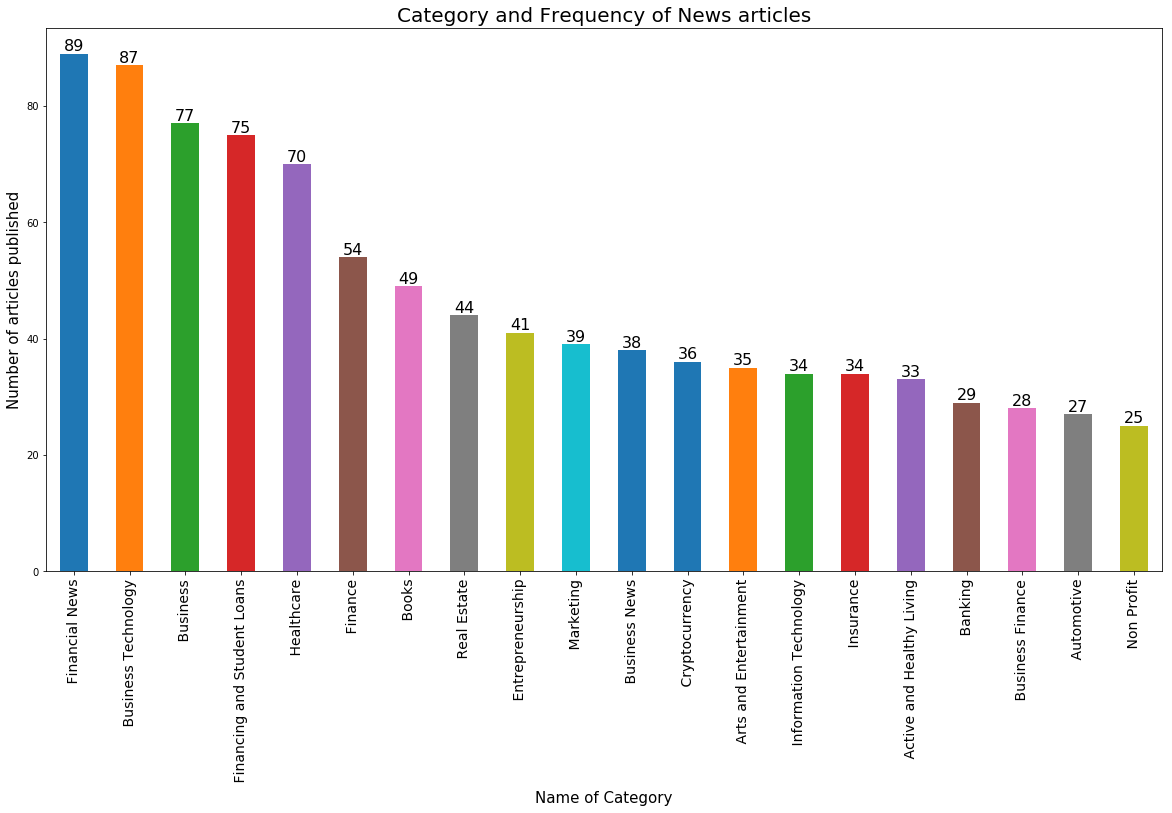 Category and Frequency of News articles
Number of articles published
80
60
40
20
0
89
87
77
75
70
54
49
44
41
39
38
36
35
34
34
33
29
28
27
25
Financial News
Business Technology
Business
Financing and Student Loans
Healthcare
Finance
Books
Real Estate
Entrepreneurship
Marketing
Business News
Cryptocurrency
Arts and Entertainment
Information Technology
Insurance
Active and Healthy Living
Banking
Business Finance
Automotive
Non Profit
Name of Category